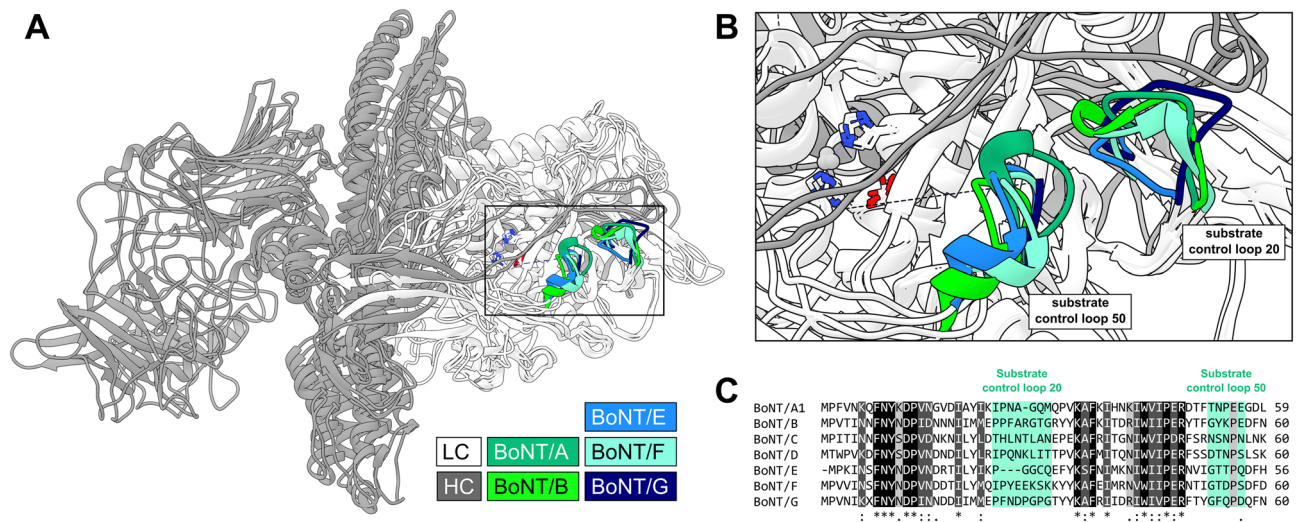 A
B
substrate
control loop 20
substrate
control loop 50
BoNT/E
LC
BoNT/A
BoNT/F
HC
BoNT/B
BoNT/G
C
Substrate
control loop 20
Substrate
control loop 50
BoNT/A1 MPFVNKQFNYKDPVNGVDIAYIKIPNA-GQMQPVKAFKIHNKIWVIPERDTFTNPEEGDL 59
BoNT/B MPVTINNFNYNDPIDNNNIIMMEPPFARGTGRYYKAFKITDRIWIIPERYTFGYKPEDFN 60
BoNT/C MPITINNFNYSDPVDNKNILYLDTHLNTLANEPEKAFRITGNIWVIPDRFSRNSNPNLNK 60
BoNT/D MTWPVKDFNYSDPVNDNDILYLRIPQNKLITTPVKAFMITQNIWVIPERFSSDTNPSLSK 60
BoNT/E -MPKINSFNYNDPVNDRTILYIKP---GGCQEFYKSFNIMKNIWIIPERNVIGTTPQDFH 56
BoNT/F MPVVINSFNYNDPVNDDTILYMQIPYEEKSKKYYKAFEIMRNVWIIPERNTIGTDPSDFN 60
BoNT/G MPVNIKXFNYNDPINNDDIIMMEPFNDPGPGTYYKAFRIIDRIWIVPERFTYGFQPDQFN 60
: *** **::. * : *:* * .:*::*:* .